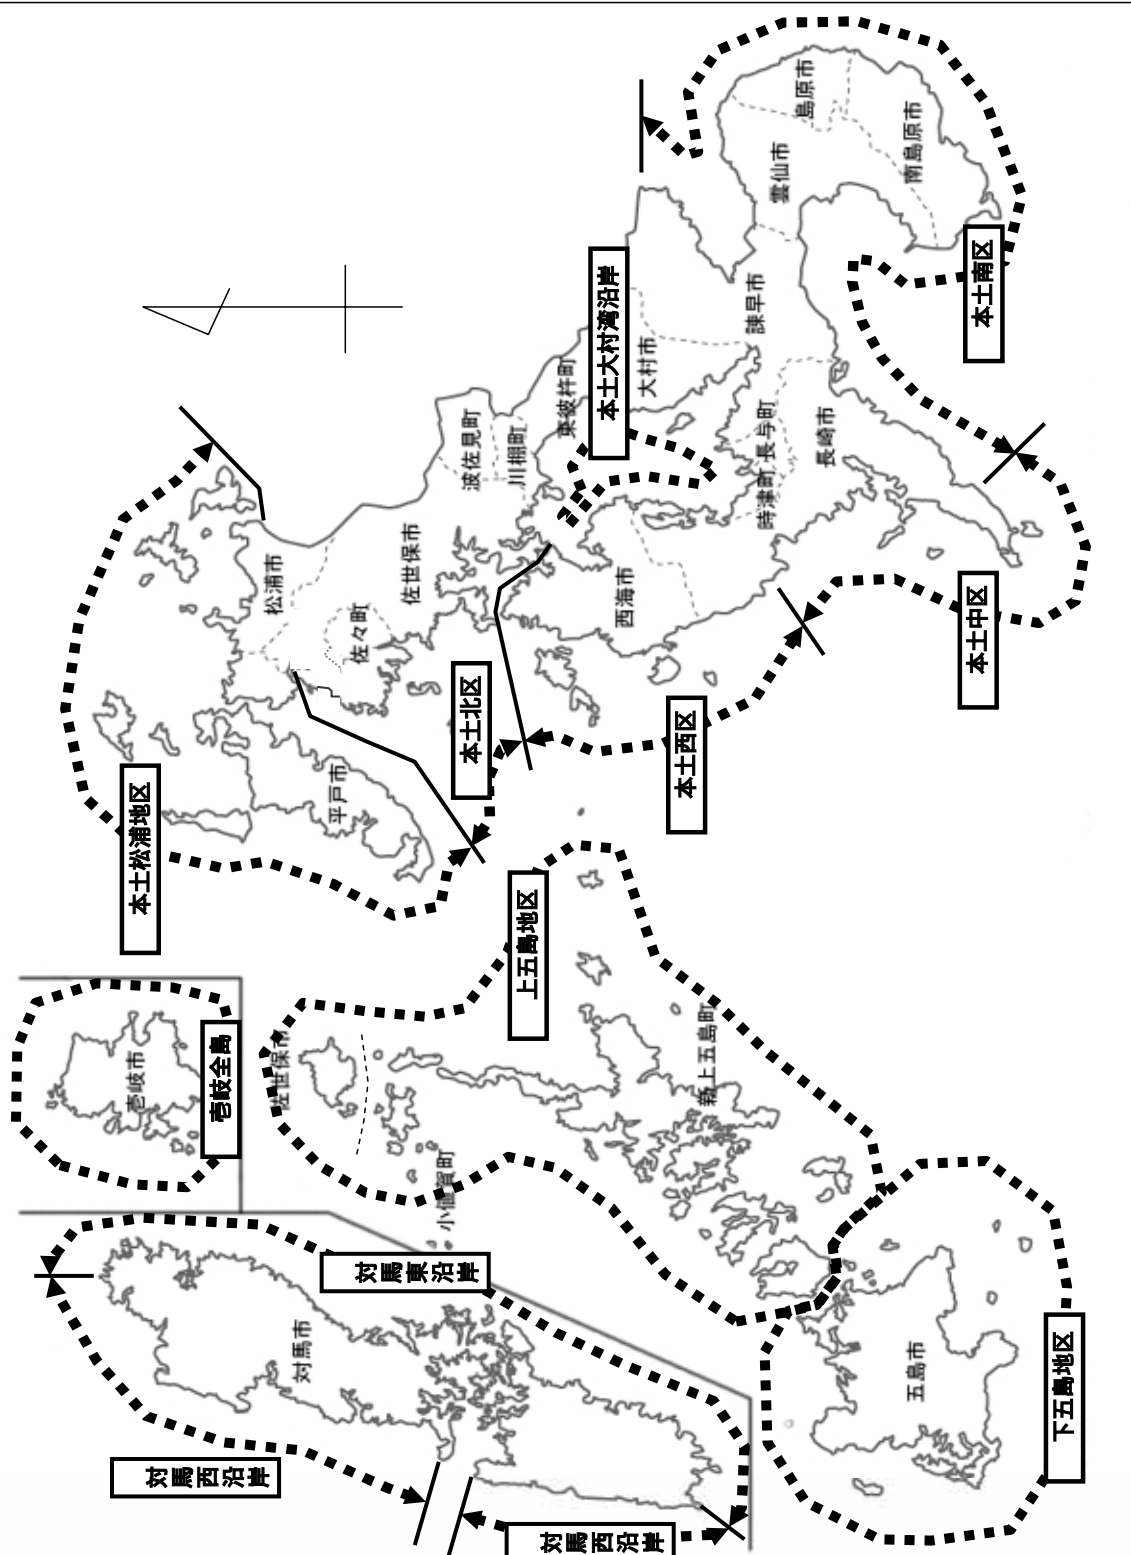 対馬西沿岸
対馬西沿岸
対馬東沿岸
対馬市
壱岐市
壱岐全島
佐世保市
小値賀町
新上五島町
上五島地区
五島市
下五島地区
本土松浦地区
平戸市
松浦市
佐々町
佐世保市
本土北区
波佐見町
川棚町
東彼杵町
本土大村湾沿岸
大村市
西海市
本土西区
時津町
長与町
長崎市
諫早市
本土中区
雲仙市
島原市
南島原市
本土南区